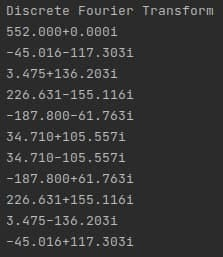 Discrete Fourier Transform
552.000+0.000i
-45.016-117.303i
3.475+136.203i
226.631-155.116i
-187.800-61.763i
34.710+105.557i
34.710-105.557i
-187.800+61.763i
226.631+155.116i
3.475-136.203i
-45.016+117.303i